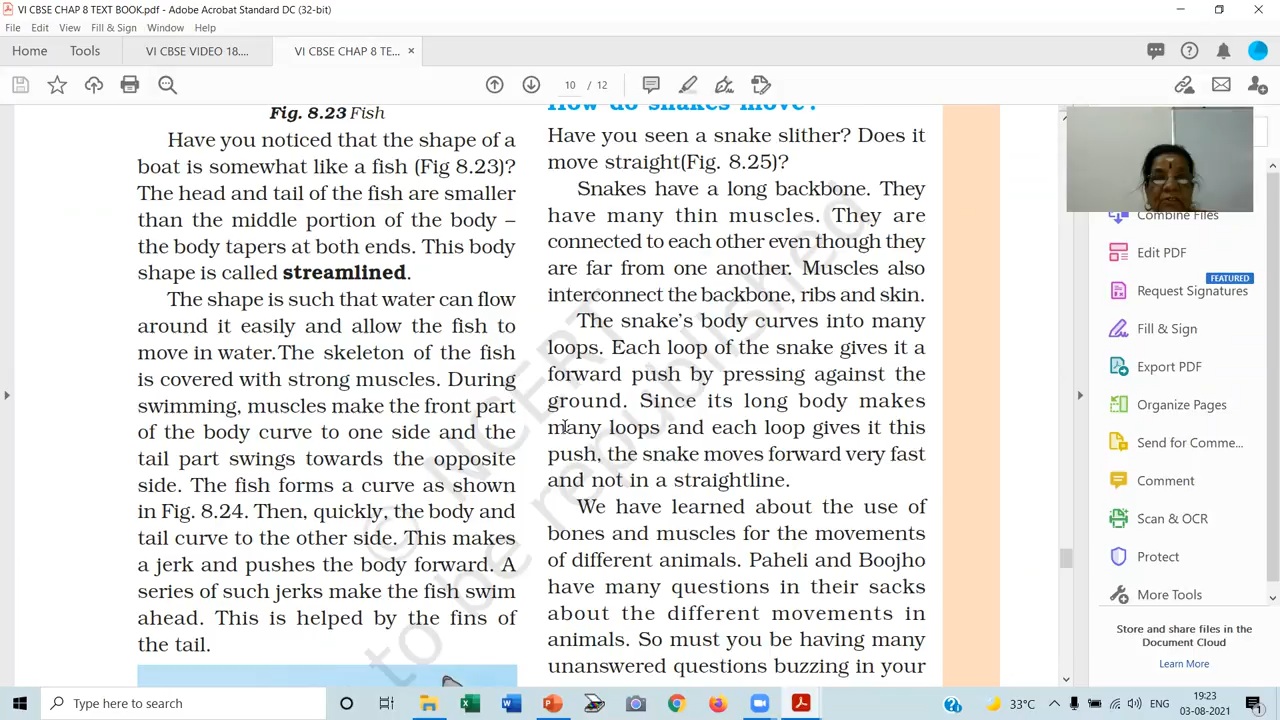 VI CBSE CHAP 8 TEXT BOOK.pdf - Adobe Acrobat Standard DC (32-bit)
File Edit View Fill & Sign Window Help
Home Tools VI CBSE VIDEO 18.... VI CBSE CHAP 8 TE... ×
10 / 12
Fig. 8.23 Fish
Have you noticed that the shape of a
boat is somewhat like a fish (Fig 8.23)?
The head and tail of the fish are smaller
than the middle portion of the body –
the body tapers at both ends. This body
shape is called streamlined.
The shape is such that water can flow
around it easily and allow the fish to
move in water.The skeleton of the fish
is covered with strong muscles. During
swimming, muscles make the front part
of the body curve to one side and the
tail part swings towards the opposite
side. The fish forms a curve as shown
in Fig. 8.24. Then, quickly, the body and
tail curve to the other side. This makes
a jerk and pushes the body forward. A
series of such jerks make the fish swim
ahead. This is helped by the fins of
the tail.
How do snakes move?
Have you seen a snake slither? Does it
move straight(Fig. 8.25)?
Snakes have a long backbone. They
have many thin muscles. They are
connected to each other even though they
are far from one another. Muscles also
interconnect the backbone, ribs and skin.
The snake's body curves into many
loops. Each loop of the snake gives it a
forward push by pressing against the
ground. Since its long body makes
many loops and each loop gives it this
push, the snake moves forward very fast
and not in a straightline.
We have learned about the use of
bones and muscles for the movements
of different animals. Paheli and Boojho
have many questions in their sacks
about the different movements in
animals. So must you be having many
unanswered questions buzzing in your
© NCERT
to be republished
Combine Files
Edit PDF
FEATURED
Request Signatures
Fill & Sign
Export PDF
Organize Pages
Send for Comme...
Comment
Scan & OCR
Protect
More Tools
Store and share files in the
Document Cloud
Learn More
Type here to search
33°C ENG
19:23
03-08-2021